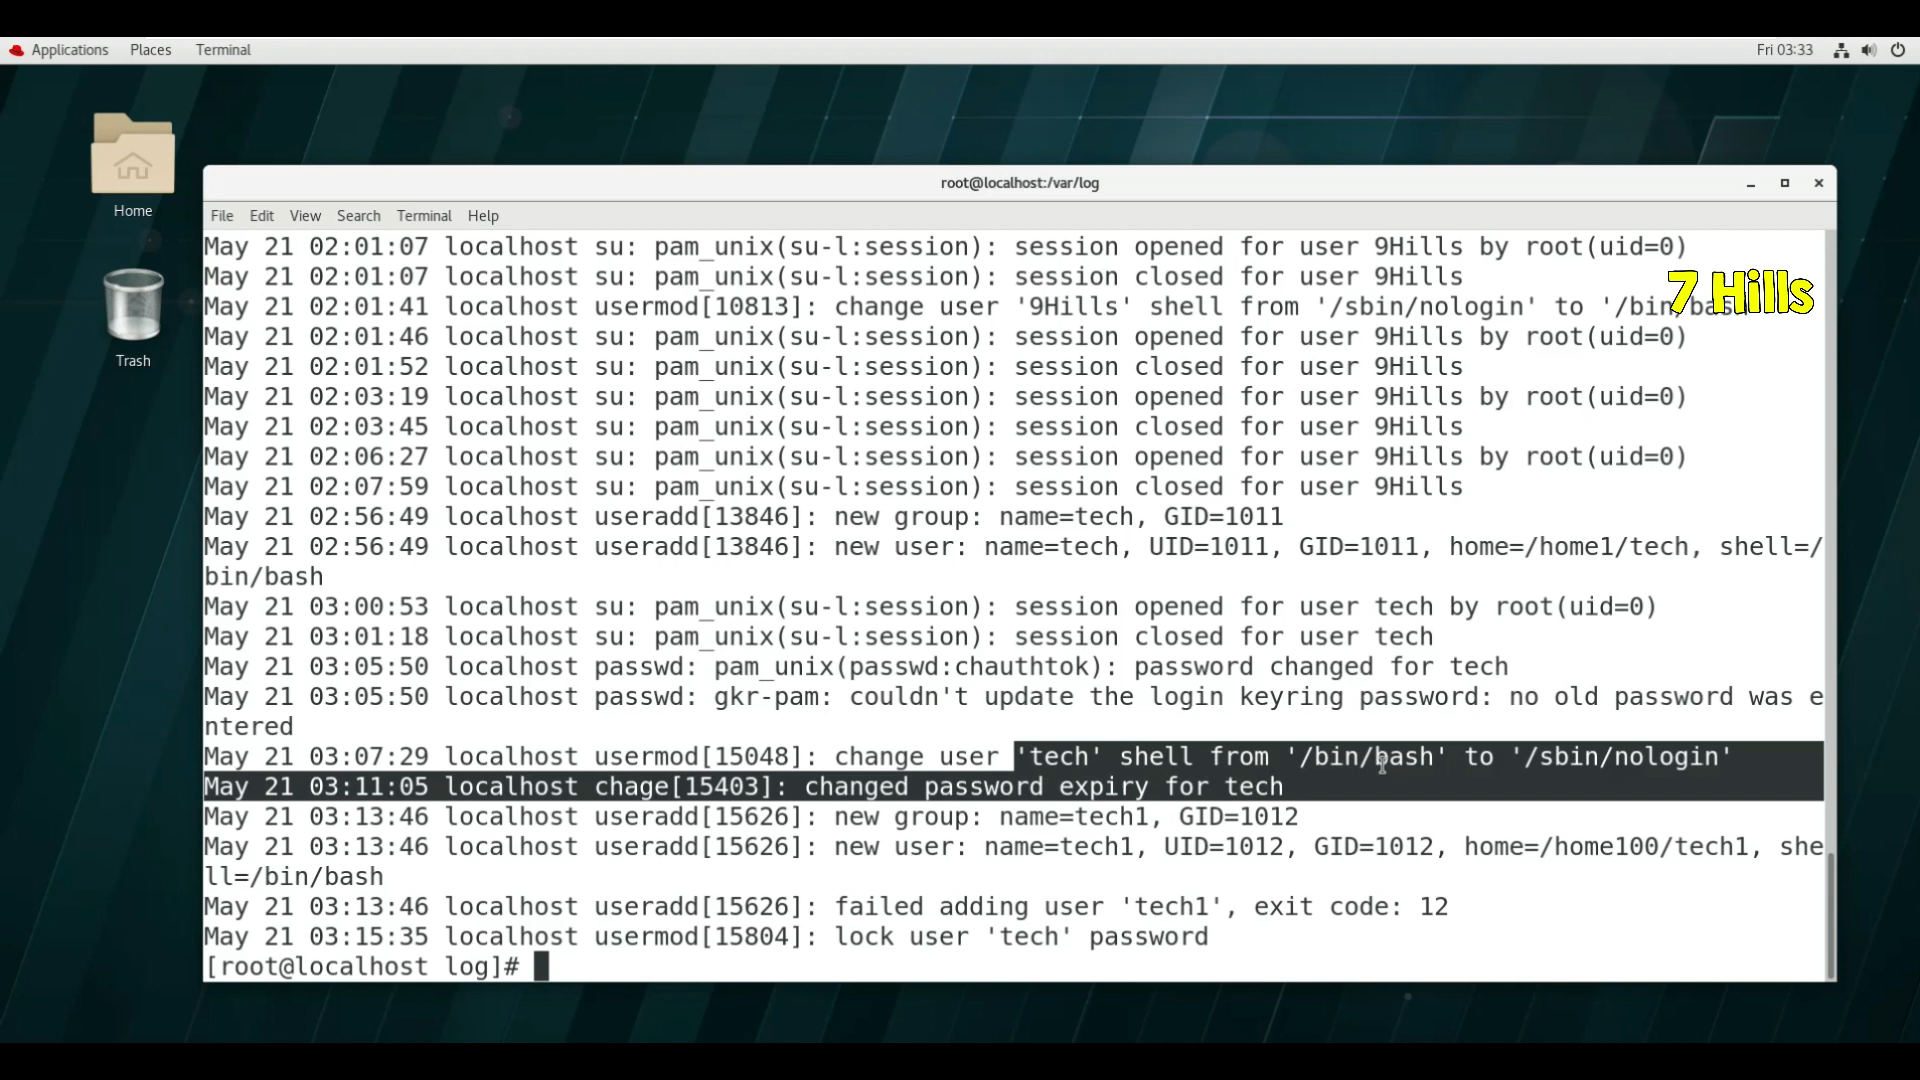 Applications Places Terminal Fri 03:33
Home
Trash
root@localhost:/var/log
File Edit View Search Terminal Help
May 21 02:01:07 localhost su: pam_unix(su-l:session): session opened for user 9Hills by root(uid=0)
May 21 02:01:07 localhost su: pam_unix(su-l:session): session closed for user 9Hills
7 Hills
May 21 02:01:41 localhost usermod[10813]: change user '9Hills' shell from '/sbin/nologin' to '/bin/bash'
May 21 02:01:46 localhost su: pam_unix(su-l:session): session opened for user 9Hills by root(uid=0)
May 21 02:01:52 localhost su: pam_unix(su-l:session): session closed for user 9Hills
May 21 02:03:19 localhost su: pam_unix(su-l:session): session opened for user 9Hills by root(uid=0)
May 21 02:03:45 localhost su: pam_unix(su-l:session): session closed for user 9Hills
May 21 02:06:27 localhost su: pam_unix(su-l:session): session opened for user 9Hills by root(uid=0)
May 21 02:07:59 localhost su: pam_unix(su-l:session): session closed for user 9Hills
May 21 02:56:49 localhost useradd[13846]: new group: name=tech, GID=1011
May 21 02:56:49 localhost useradd[13846]: new user: name=tech, UID=1011, GID=1011, home=/home1/tech, shell=/
bin/bash
May 21 03:00:53 localhost su: pam_unix(su-l:session): session opened for user tech by root(uid=0)
May 21 03:01:18 localhost su: pam_unix(su-l:session): session closed for user tech
May 21 03:05:50 localhost passwd: pam_unix(passwd:chauthtok): password changed for tech
May 21 03:05:50 localhost passwd: gkr-pam: couldn't update the login keyring password: no old password was e
ntered
May 21 03:07:29 localhost usermod[15048]: change user 'tech' shell from '/bin/bash' to '/sbin/nologin'
May 21 03:11:05 localhost chage[15403]: changed password expiry for tech
May 21 03:13:46 localhost useradd[15626]: new group: name=tech1, GID=1012
May 21 03:13:46 localhost useradd[15626]: new user: name=tech1, UID=1012, GID=1012, home=/home100/tech1, she
ll=/bin/bash
May 21 03:13:46 localhost useradd[15626]: failed adding user 'tech1', exit code: 12
May 21 03:15:35 localhost usermod[15804]: lock user 'tech' password
[root@localhost log]#